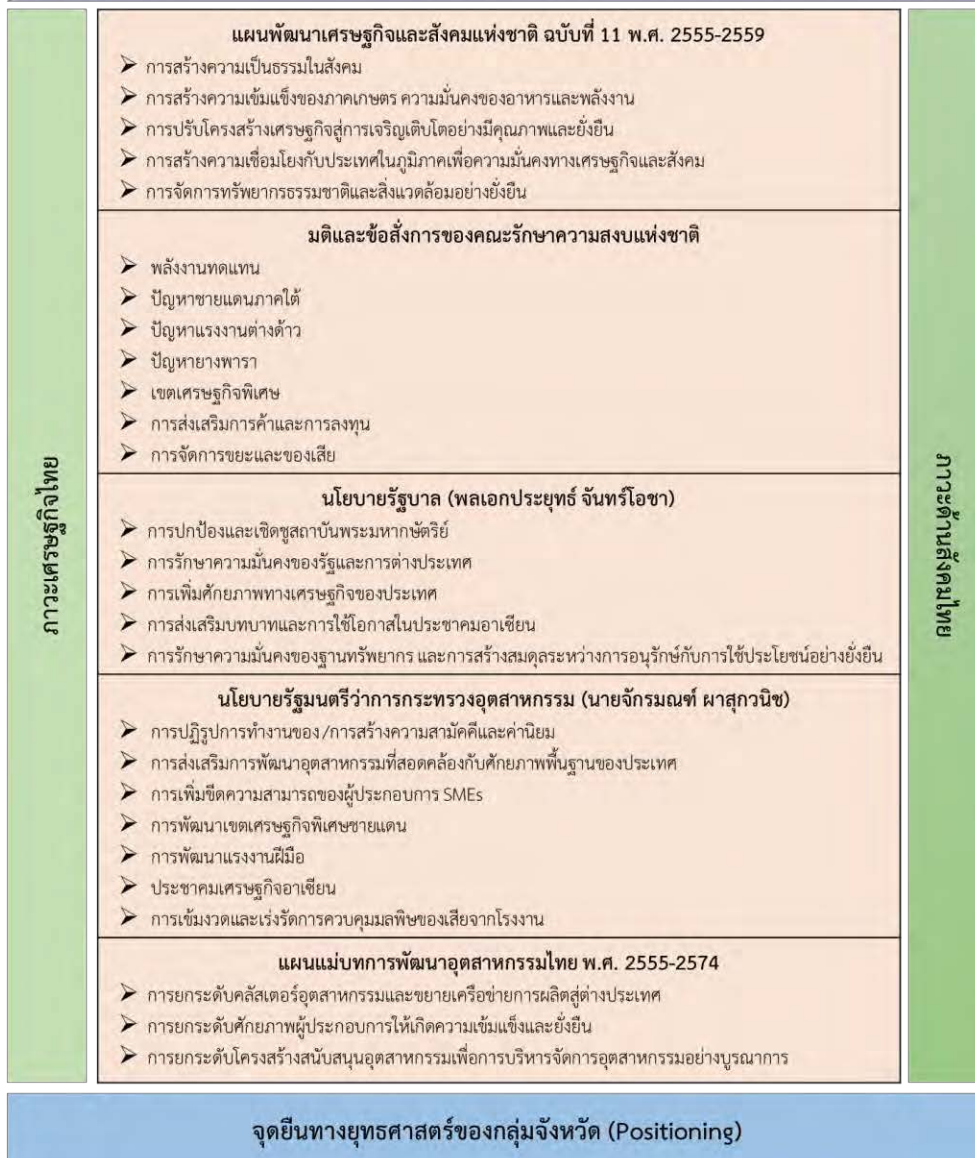 แผนพัฒนาเศรษฐกิจและสังคมแห่งชาติ ฉบับที่ 11 พ.ศ. 2555-2559
➢ การสร้างความเป็นธรรมในสังคม
➢ การสร้างความเข้มแข็งของภาคเกษตร ความมั่นคงของอาหารและพลังงาน
➢ การปรับโครงสร้างเศรษฐกิจสู่การเจริญเติบโตอย่างมีคุณภาพและยั่งยืน
➢ การสร้างความเชื่อมโยงกับประเทศในภูมิภาคเพื่อความมั่นคงทางเศรษฐกิจและสังคม
➢ การจัดการทรัพยากรธรรมชาติและสิ่งแวดล้อมอย่างยั่งยืน
มติและข้อสั่งการของคณะรักษาความสงบแห่งชาติ
➢ พลังงานทดแทน
➢ ปัญหาชายแดนภาคใต้
➢ ปัญหาแรงงานต่างด้าว
➢ ปัญหายางพารา
➢ เขตเศรษฐกิจพิเศษ
➢ การส่งเสริมการค้าและการลงทุน
➢ การจัดการขยะและของเสีย
นโยบายรัฐบาล (พลเอกประยุทธ์ จันทร์โอชา)
➢ การปกป้องและเชิดชูสถาบันพระมหากษัตริย์
➢ การรักษาความมั่นคงของรัฐและการต่างประเทศ
➢ การเพิ่มศักยภาพทางเศรษฐกิจของประเทศ
➢ การส่งเสริมบทบาทและการใช้โอกาสในประชาคมอาเซียน
➢ การรักษาความมั่นคงของฐานทรัพยากร และการสร้างสมดุลระหว่างการอนุรักษ์กับการใช้ประโยชน์อย่างยั่งยืน
นโยบายรัฐมนตรีว่าการกระทรวงอุตสาหกรรม (นายจักรมณฑ์ ผาสุกวนิช)
➢ การปฏิรูปการทำงานของ /การสร้างความสามัคคีและค่านิยม
➢ การส่งเสริมการพัฒนาอุตสาหกรรมที่สอดคล้องกับศักยภาพพื้นฐานของประเทศ
➢ การเพิ่มขีดความสามารถของผู้ประกอบการ SMEs
➢ การพัฒนาเขตเศรษฐกิจพิเศษชายแดน
➢ การพัฒนาแรงงานฝีมือ
➢ ประชาคมเศรษฐกิจอาเซียน
➢ การเข้มงวดและเร่งรัดการควบคุมมลพิษของเสียจากโรงงาน
แผนแม่บทการพัฒนาอุตสาหกรรมไทย พ.ศ. 2555-2574
➢ การยกระดับคลัสเตอร์อุตสาหกรรมและขยายเครือข่ายการผลิตสู่ต่างประเทศ
➢ การยกระดับศักยภาพผู้ประกอบการให้เกิดความเข้มแข็งและยั่งยืน
➢ การยกระดับโครงสร้างสนับสนุนอุตสาหกรรมเพื่อการบริหารจัดการอุตสาหกรรมอย่างบูรณาการ
ภาวะเศรษฐกิจไทย
ภาวะด้านสังคมไทย
จุดยืนทางยุทธศาสตร์ของกลุ่มจังหวัด (Positioning)